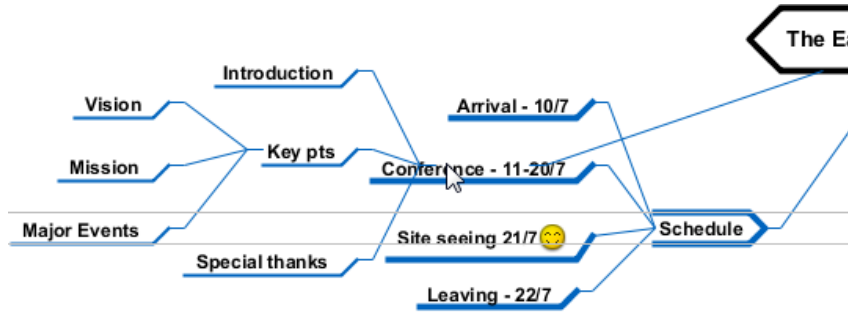 The Ea
Introduction
Vision
Arrival - 10/7
Key pts
Mission
Conference - 11-20/7
Major Events
Site seeing 21/7
Schedule
Special thanks
Leaving - 22/7